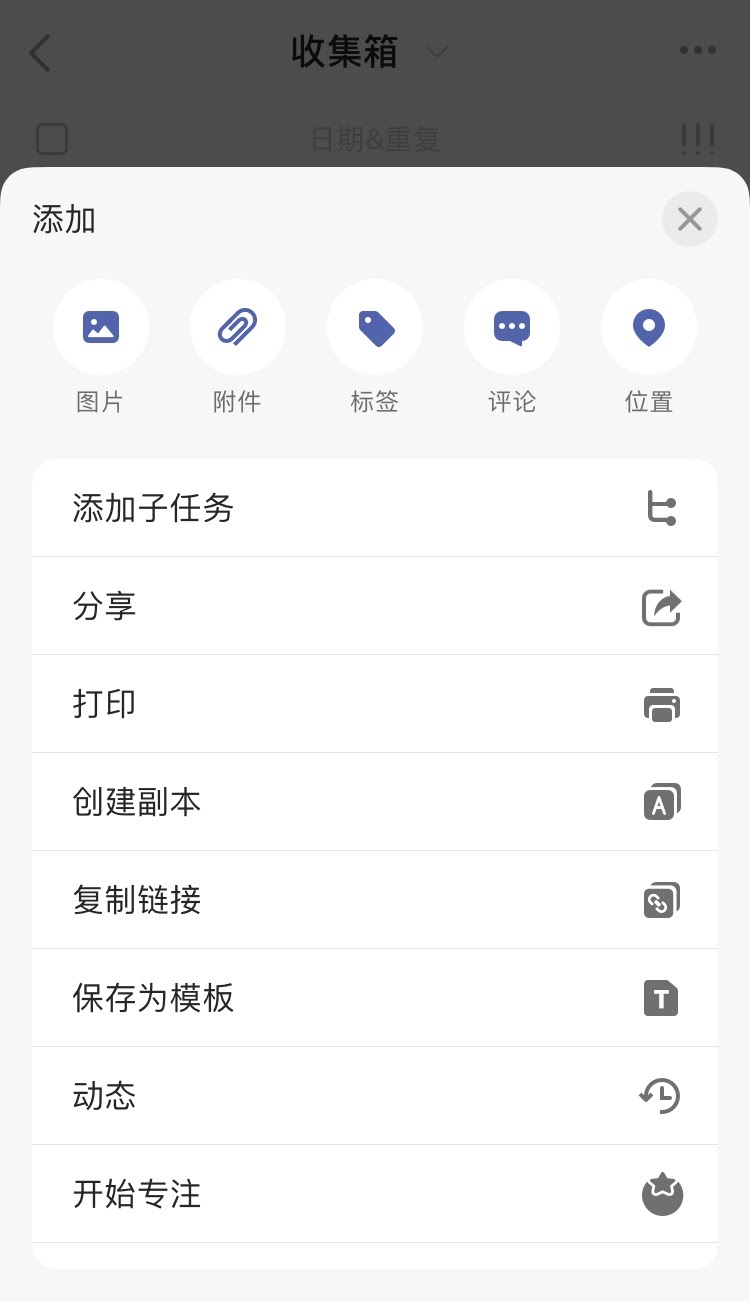 收集箱
日期&重复
添加
图片 附件 标签 评论 位置
添加子任务
分享
打印
创建副本
复制链接
保存为模板
动态
开始专注